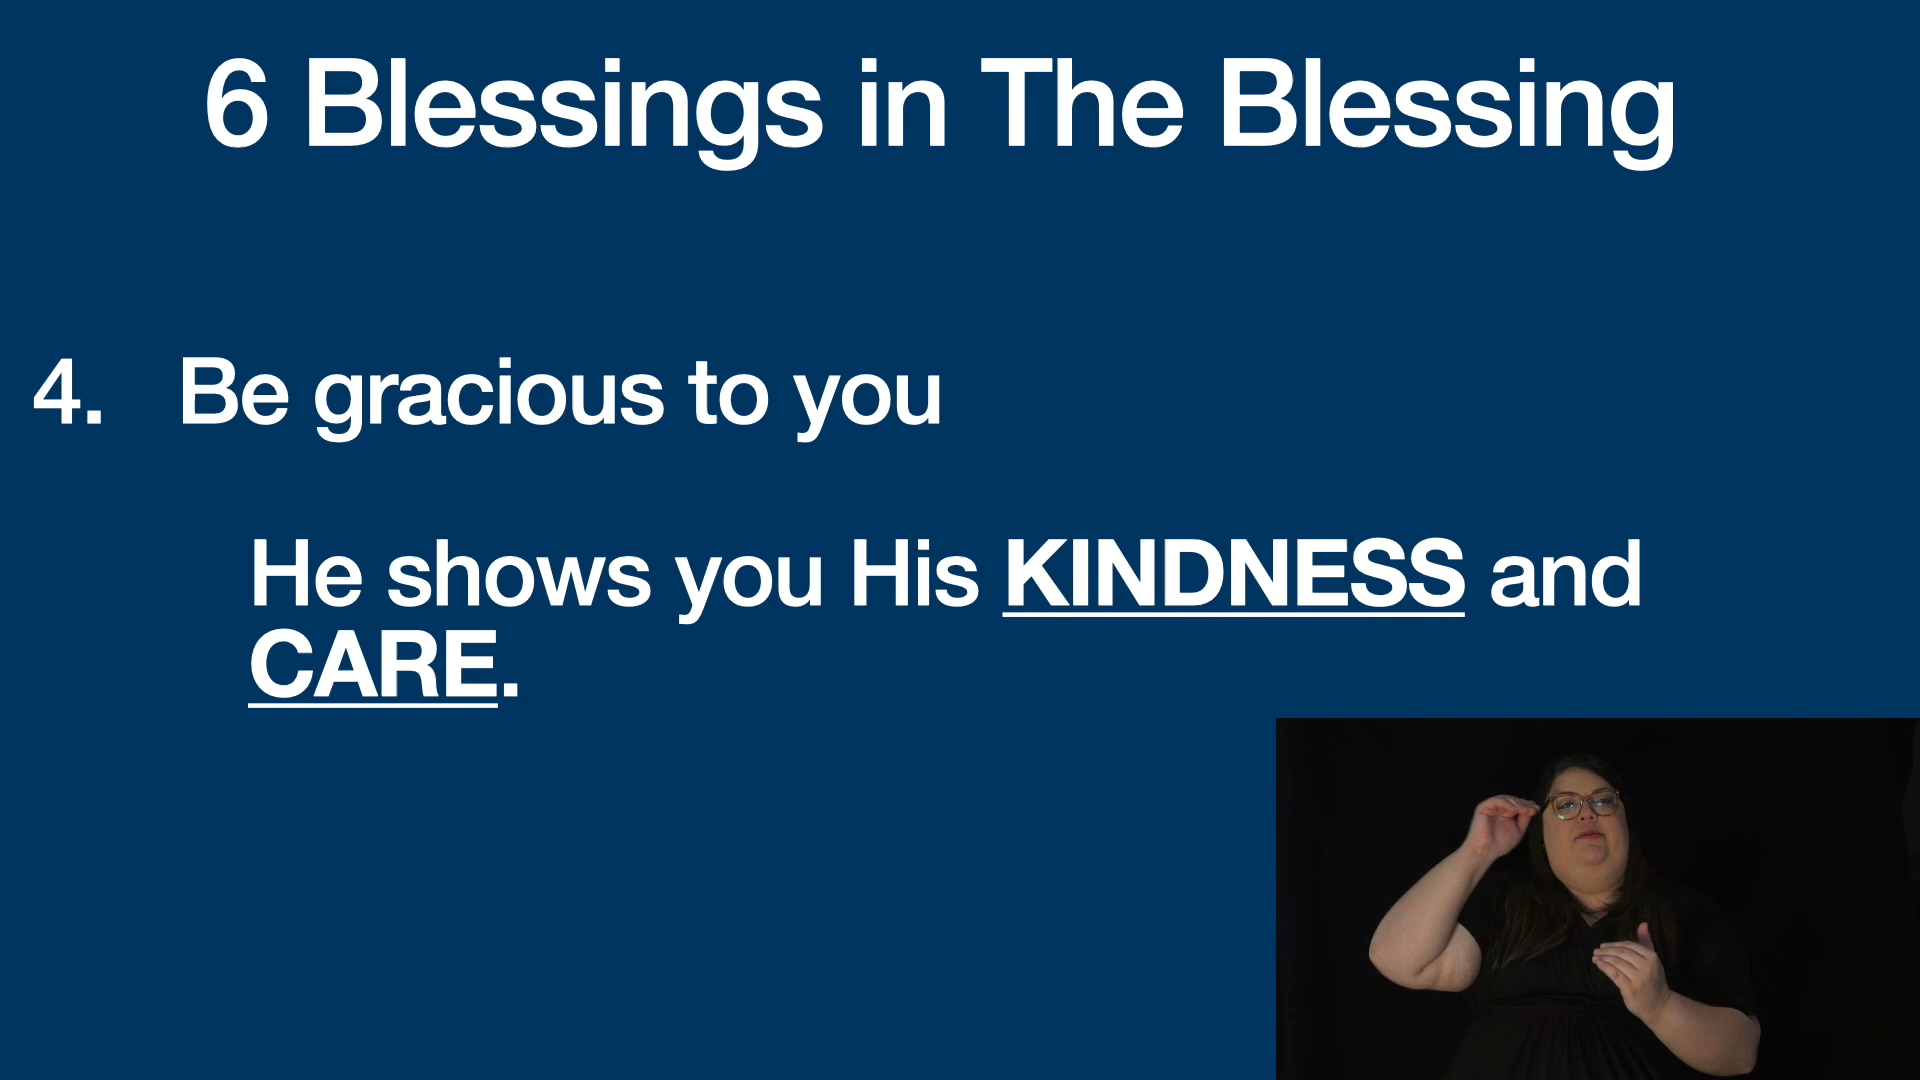 6 Blessings in The Blessing
4. Be gracious to you
He shows you His KINDNESS and
CARE.